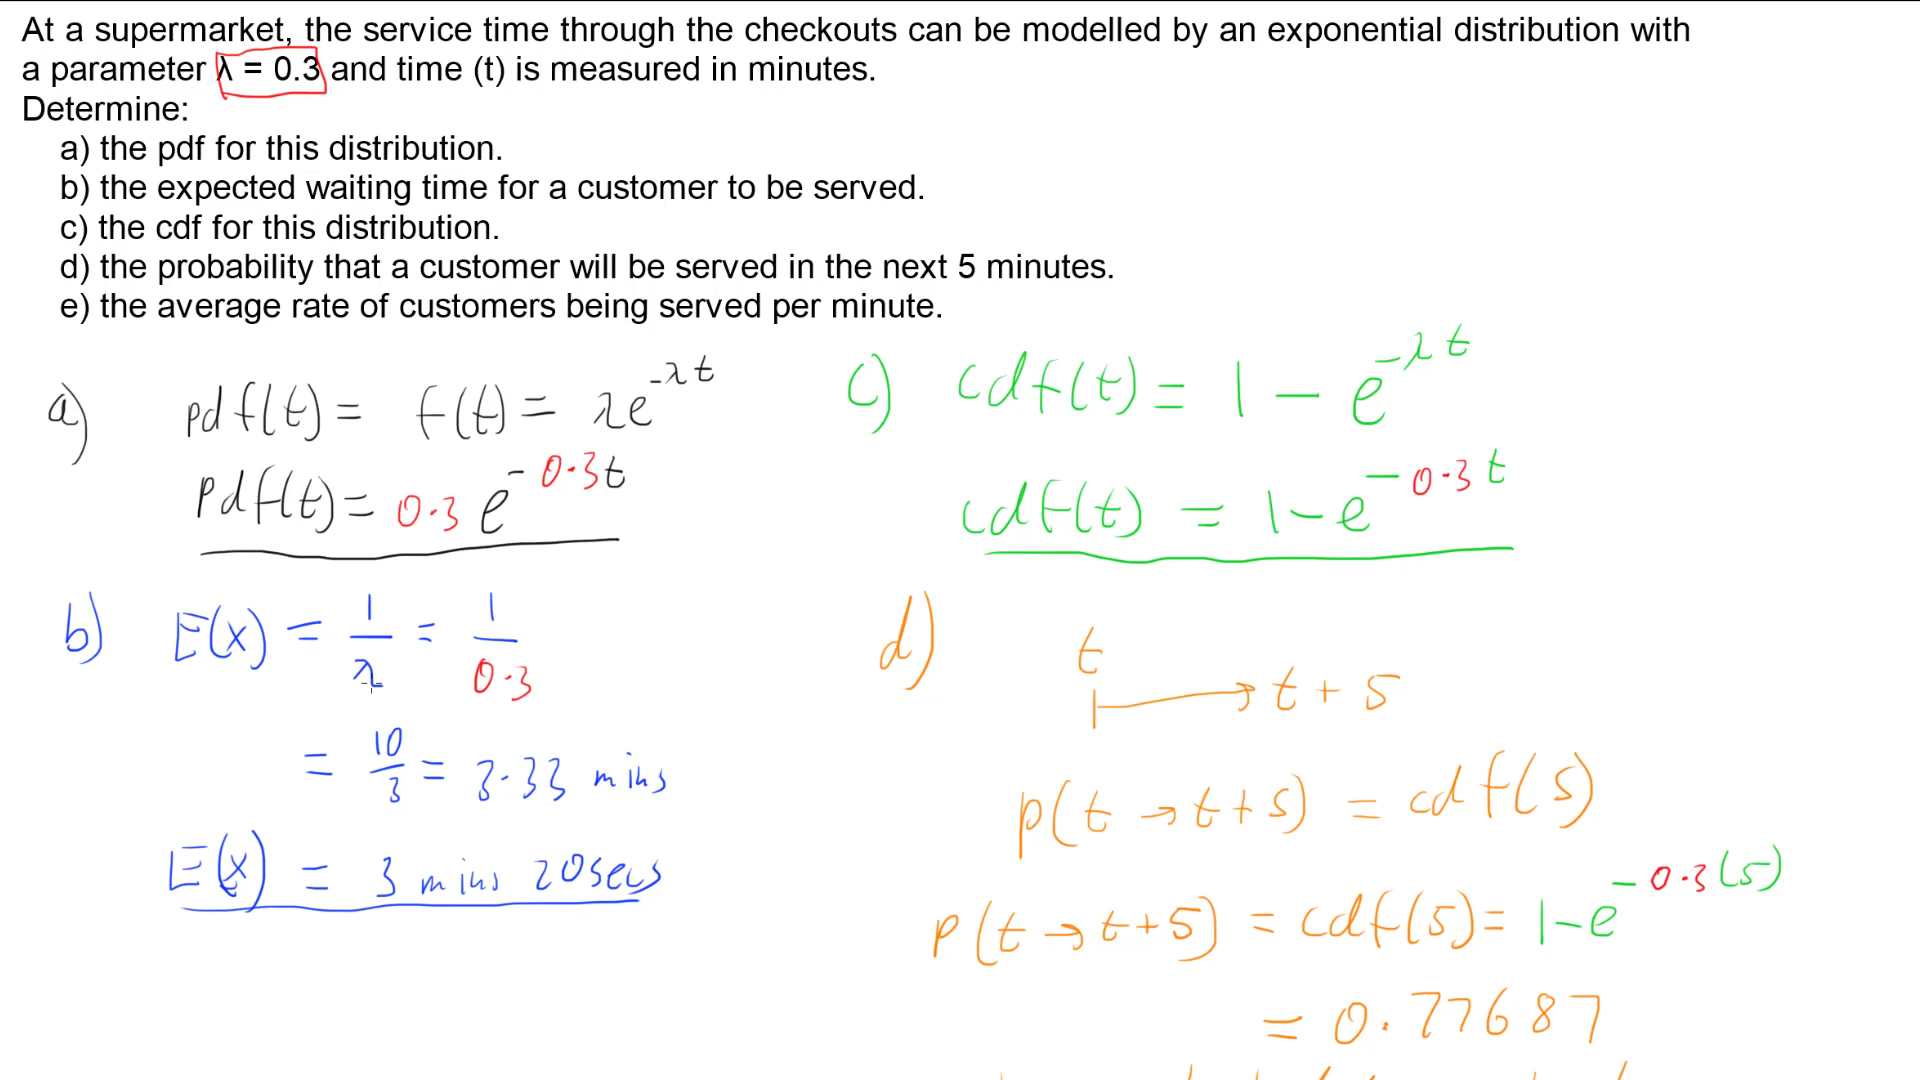 At a supermarket, the service time through the checkouts can be modelled by an exponential distribution with
a parameter λ = 0.3 and time (t) is measured in minutes.
Determine:
a) the pdf for this distribution.
b) the expected waiting time for a customer to be served.
c) the cdf for this distribution.
d) the probability that a customer will be served in the next 5 minutes.
e) the average rate of customers being served per minute.
a) pdf(t) = f(t) = λe^-λt
pdf(t) = 0.3 e^-0.3t
b) E(x) = 1/λ = 1/0.3
= 10/3 = 3.33 mins
E(x) = 3 mins 20secs
c) cdf(t) = 1 - e^-λt
cdf(t) = 1 - e^-0.3t
d) t
→ t + 5
P(t → t+5) = cdf(5)
P(t → t+5) = cdf(5) = 1-e^-0.3(5)
= 0.77687